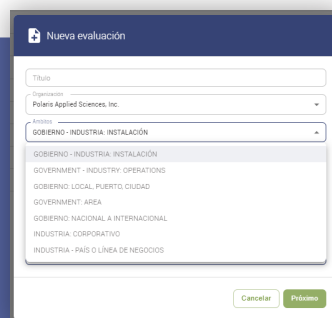 Nueva evaluación
Título
Organización
Polaris Applied Sciences, Inc.
Ámbitos
GOBIERNO - INDUSTRIA: INSTALACIÓN
GOBIERNO - INDUSTRIA: INSTALACIÓN
GOVERNMENT - INDUSTRY: OPERATIONS
GOBIERNO: LOCAL, PUERTO, CIUDAD
GOVERNMENT: AREA
GOBIERNO: NACIONAL A INTERNACIONAL
INDUSTRIA: CORPORATIVO
INDUSTRIA - PAÍS O LÍNEA DE NEGOCIOS
Cancelar Próximo